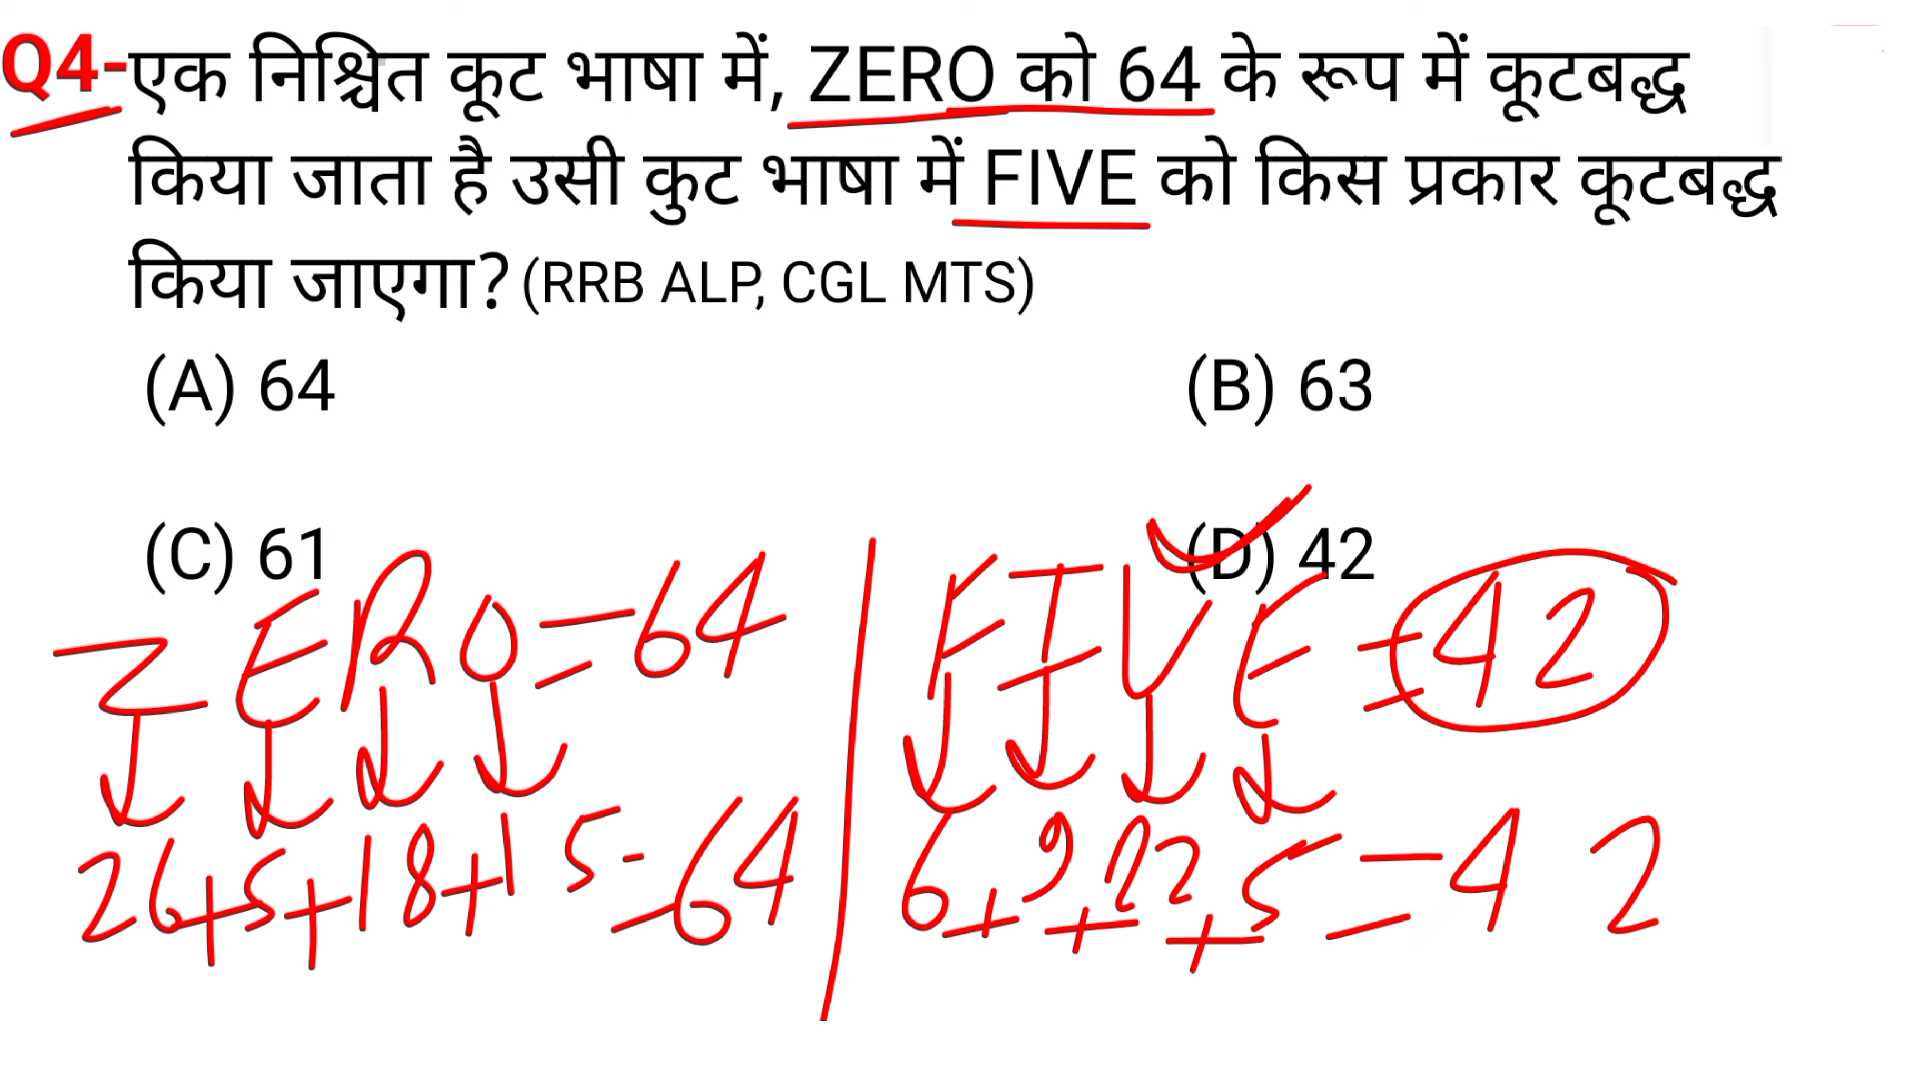 Q4-एक निश्चित कूट भाषा में, ZERO को 64 के रूप में कूटबद्ध
किया जाता है उसी कुट भाषा में FIVE को किस प्रकार कूटबद्ध
किया जाएगा? (RRB ALP, CGL MTS)
(A) 64 (B) 63
(C) 61 (D) 42
ZERO=64 FIVE=42
26+5+18+15=64 6+9+22+5=42